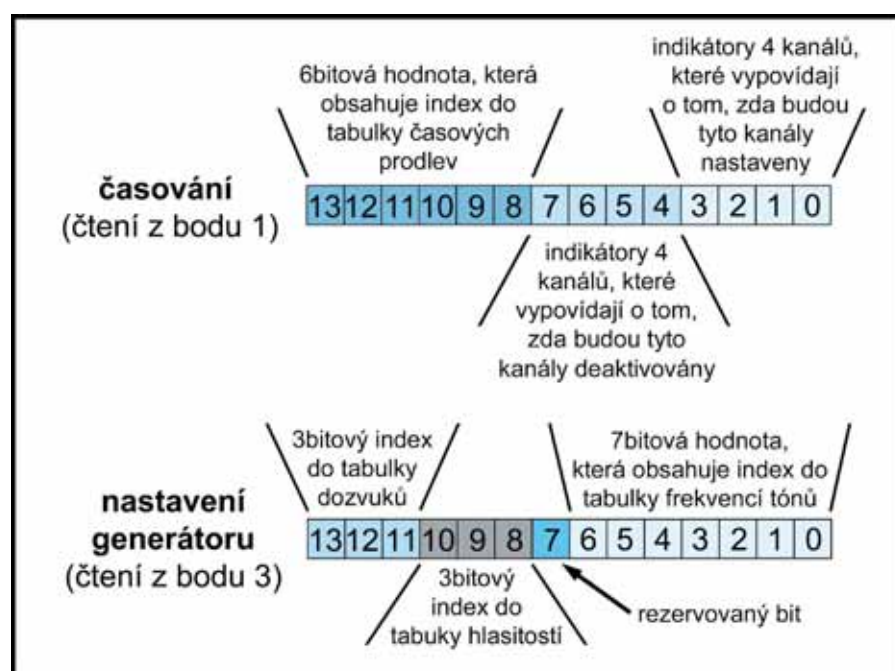 6bitová hodnota, která
obsahuje index do
tabulky časových
prodlev
indikátory 4 kanálů,
které vypovídají
o tom, zda budou
tyto kanály
nastaveny
časování
(čtení z bodu 1)
13 12 11 10 9 8 7 6 5 4 3 2 1 0
indikátory 4
kanálů, které
vypovídají o tom,
zda budou tyto
kanály deaktivovány
3bitový index
do tabulky
dozvuků
7bitová hodnota,
která obsahuje index do
tabulky frekvencí tónů
nastavení
generátoru
(čtení z bodu 3)
13 12 11 10 9 8 7 6 5 4 3 2 1 0
3bitový
index do
tabuky hlasitostí
rezervovaný bit